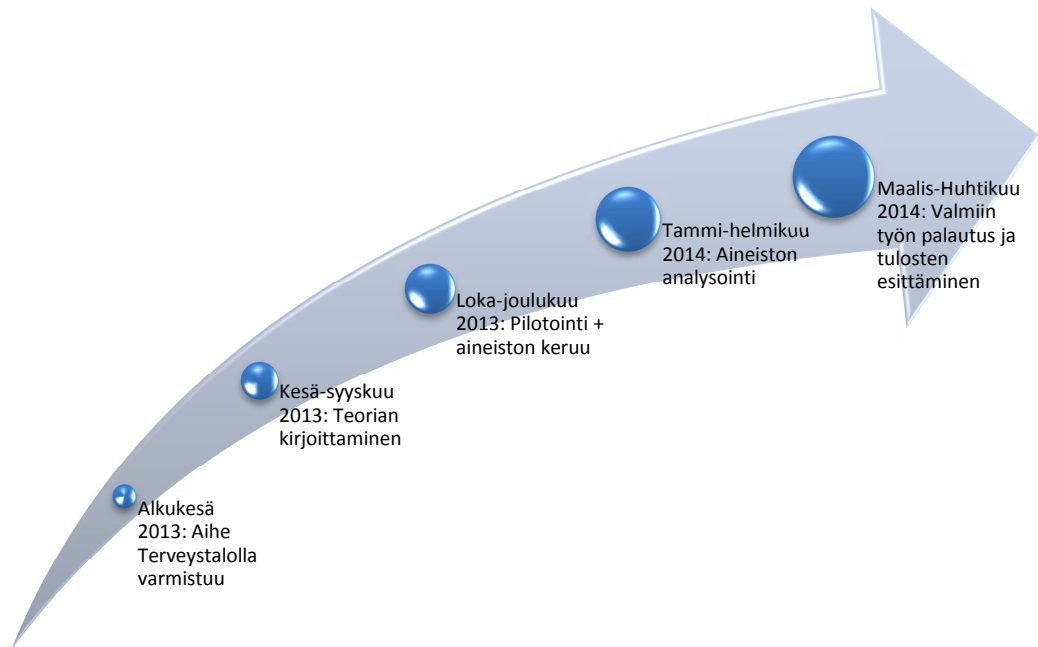 Alkukesä
2013: Aihe
Terveystalolla
varmistuu
Kesä-syyskuu
2013: Teorian
kirjoittaminen
Loka-joulukuu
2013: Pilotointi +
aineiston keruu
Tammi-helmikuu
2014: Aineiston
analysointi
Maalis-Huhtikuu
2014: Valmiin
työn palautus ja
tulosten
esittäminen